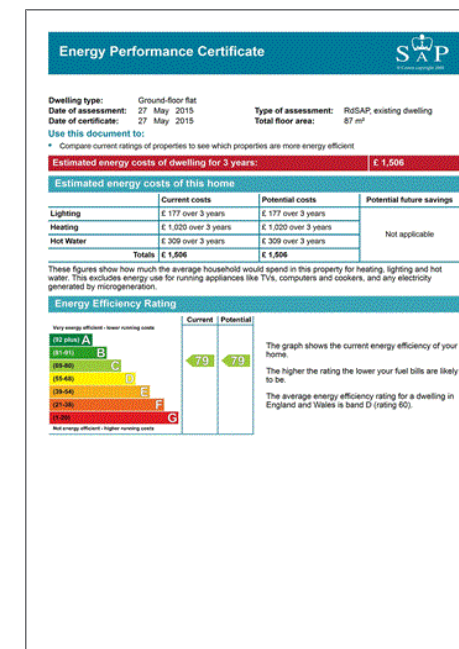 Energy Performance Certificate
SAP
© Crown copyright 2009
Dwelling type: Ground-floor flat
Date of assessment: 27 May 2015 Type of assessment: RdSAP, existing dwelling
Date of certificate: 27 May 2015 Total floor area: 87 m²
Use this document to:
• Compare current ratings of properties to see which properties are more energy efficient
Estimated energy costs of dwelling for 3 years: £ 1,506
Estimated energy costs of this home
Current costs Potential costs Potential future savings
Lighting £ 177 over 3 years £ 177 over 3 years
Heating £ 1,020 over 3 years £ 1,020 over 3 years
Not applicable
Hot Water £ 309 over 3 years £ 309 over 3 years
Totals £ 1,506 £ 1,506
These figures show how much the average household would spend in this property for heating, lighting and hot
water. This excludes energy use for running appliances like TVs, computers and cookers, and any electricity
generated by microgeneration.
Energy Efficiency Rating
Current Potential
Very energy efficient - lower running costs
(92 plus) A
(81-91) B
(69-80) C
(55-68) D
(39-54) E
(21-38) F
(1-20) G
Not energy efficient - higher running costs
79 79
The graph shows the current energy efficiency of your
home.
The higher the rating the lower your fuel bills are likely
to be.
The average energy efficiency rating for a dwelling in
England and Wales is band D (rating 60).